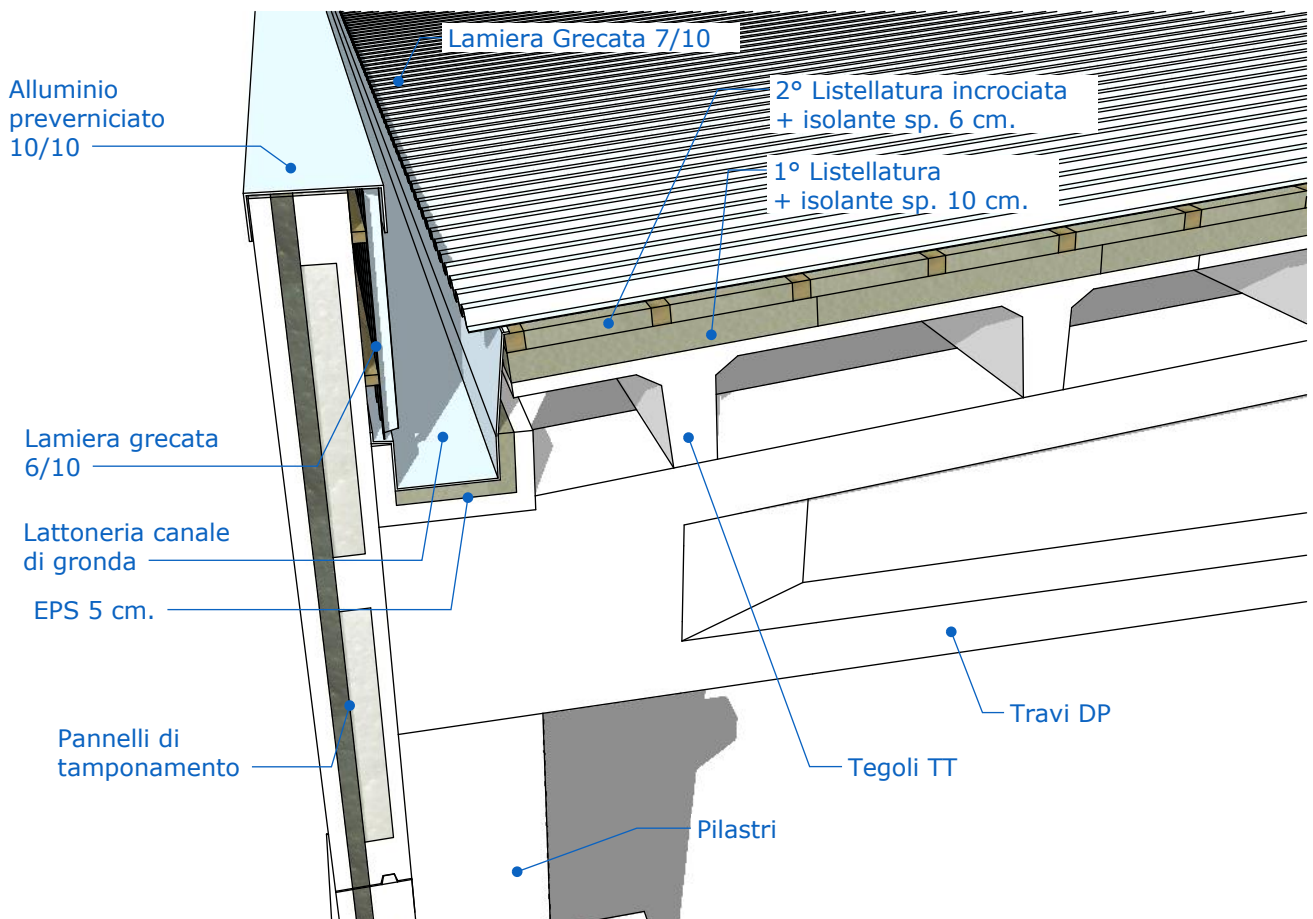 Lamiera Grecata 7/10
Alluminio
preverniciato
10/10
2° Listellatura incrociata
+ isolante sp. 6 cm.
1° Listellatura
+ isolante sp. 10 cm.
Lamiera grecata
6/10
Lattoneria canale
di gronda
EPS 5 cm.
Pannelli di
tamponamento
Travi DP
Tegoli TT
Pilastri